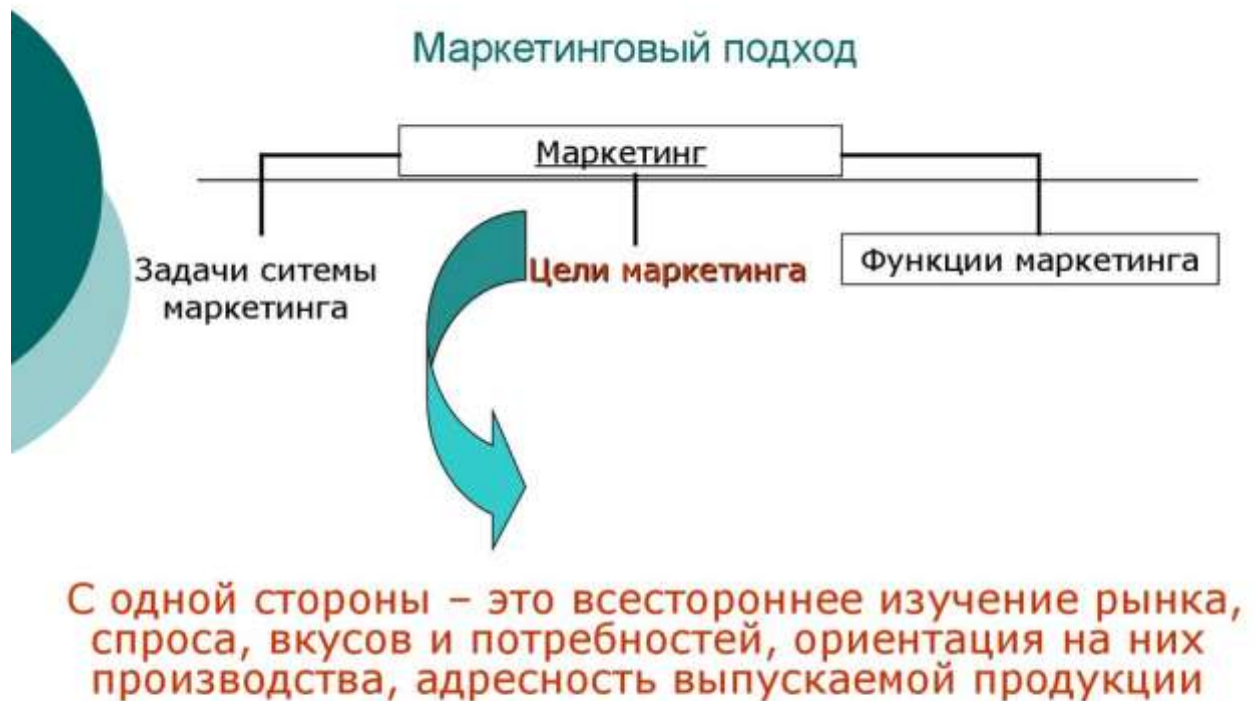 Маркетинговый подход
Маркетинг
Задачи ситемы
маркетинга
Цели маркетинга
Функции маркетинга
С одной стороны – это всестороннее изучение рынка,
спроса, вкусов и потребностей, ориентация на них
производства, адресность выпускаемой продукции